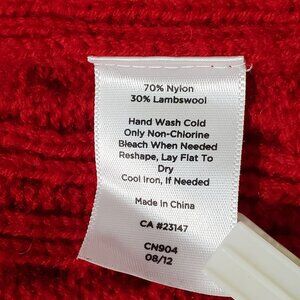 70% Nylon
30% Lambswool
Hand Wash Cold
Only Non-Chlorine
Bleach When Needed
Reshape, Lay Flat To
Dry
Cool Iron, If Needed
Made in China
CA #23147
CN904
08/12